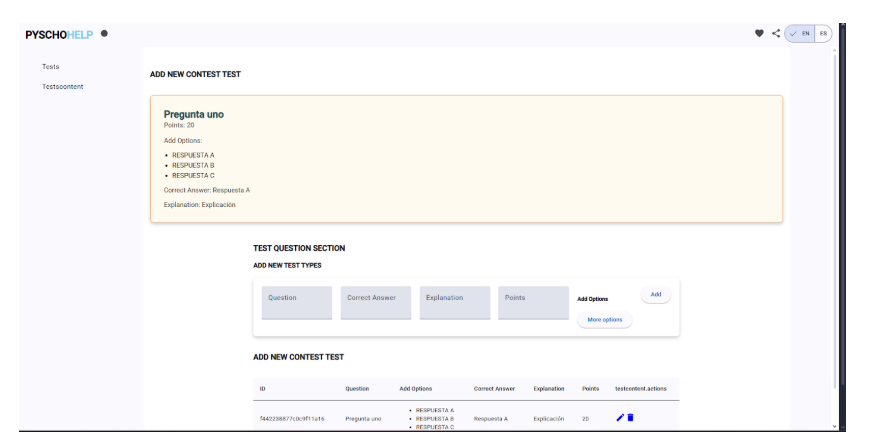 PYSCHOHELP
EN ES
Tests
Testscontent
ADD NEW CONTEST TEST
Pregunta uno
Points: 20
Add Options:
• RESPUESTA A
• RESPUESTA B
• RESPUESTA C
Correct Answer: Respuesta A
Explanation: Explicación
TEST QUESTION SECTION
ADD NEW TEST TYPES
Question Correct Answer Explanation Points Add Options Add
More options
ADD NEW CONTEST TEST
ID Question Add Options Correct Answer Explanation Points testcontent.actions
• RESPUESTA A
f442238877c0c9f11a16 Pregunta uno • RESPUESTA B Respuesta A Explicación 20
• RESPUESTA C